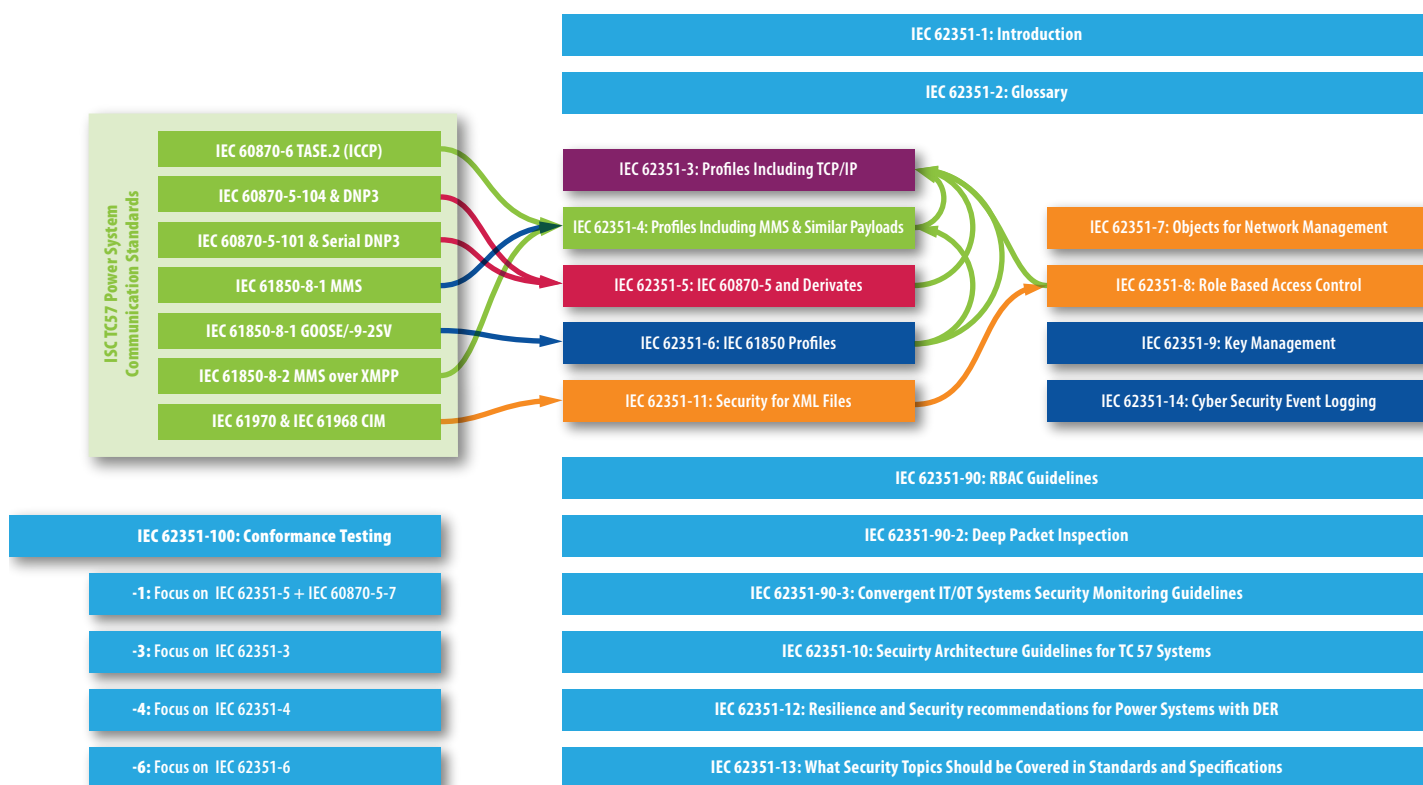 IEC 62351-1: Introduction
IEC 62351-2: Glossary
ISC TC57 Power System
Communication Standards
IEC 60870-6 TASE.2 (ICCP)
IEC 60870-5-104 & DNP3
IEC 60870-5-101 & Serial DNP3
IEC 61850-8-1 MMS
IEC 61850-8-1 GOOSE/-9-2SV
IEC 61850-8-2 MMS over XMPP
IEC 61970 & IEC 61968 CIM
IEC 62351-3: Profiles Including TCP/IP
IEC 62351-4: Profiles Including MMS & Similar Payloads
IEC 62351-5: IEC 60870-5 and Derivates
IEC 62351-6: IEC 61850 Profiles
IEC 62351-11: Security for XML Files
IEC 62351-7: Objects for Network Management
IEC 62351-8: Role Based Access Control
IEC 62351-9: Key Management
IEC 62351-14: Cyber Security Event Logging
IEC 62351-100: Conformance Testing
-1: Focus on IEC 62351-5 + IEC 60870-5-7
-3: Focus on IEC 62351-3
-4: Focus on IEC 62351-4
-6: Focus on IEC 62351-6
IEC 62351-90: RBAC Guidelines
IEC 62351-90-2: Deep Packet Inspection
IEC 62351-90-3: Convergent IT/OT Systems Security Monitoring Guidelines
IEC 62351-10: Secuirty Architecture Guidelines for TC 57 Systems
IEC 62351-12: Resilience and Security recommendations for Power Systems with DER
IEC 62351-13: What Security Topics Should be Covered in Standards and Specifications